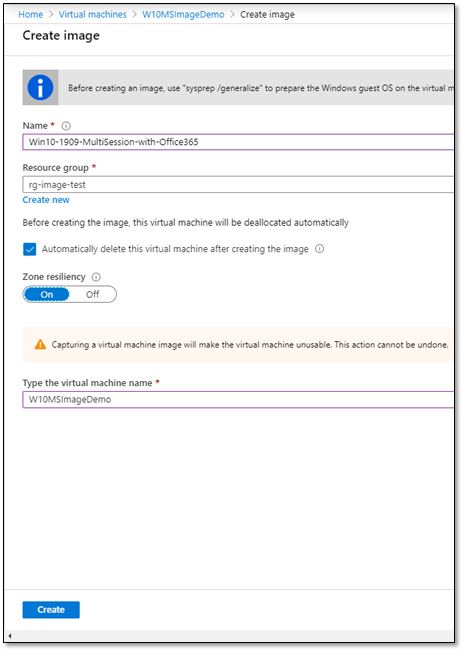 Home > Virtual machines > W10MSImageDemo > Create image
Create image
Before creating an image, use "sysprep /generalize" to prepare the Windows guest OS on the virtual
Name *
Win10-1909-MultiSession-with-Office365
Resource group *
rg-image-test
Create new
Before creating the image, this virtual machine will be deallocated automatically
Automatically delete this virtual machine after creating the image
Zone resiliency
On Off
Capturing a virtual machine image will make the virtual machine unusable. This action cannot be undone.
Type the virtual machine name *
W10MSImageDemo
Create